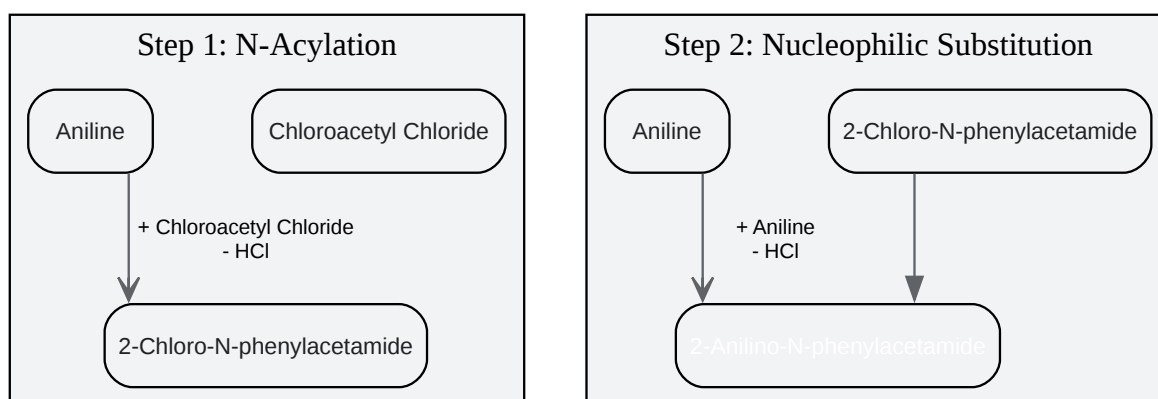 Step 1: N-Acylation
Aniline
Chloroacetyl Chloride
+ Chloroacetyl Chloride
- HCl
2-Chloro-N-phenylacetamide
Step 2: Nucleophilic Substitution
Aniline
2-Chloro-N-phenylacetamide
+ Aniline
- HCl
2-Anilino-N-phenylacetamide